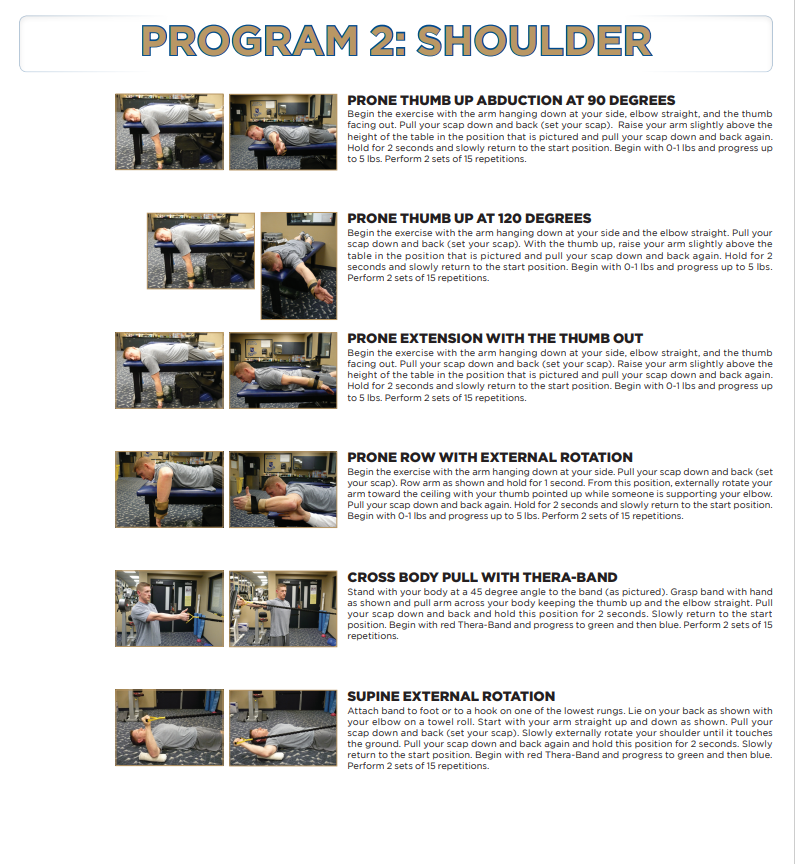 PROGRAM 2: SHOULDER
PRONE THUMB UP ABDUCTION AT 90 DEGREES
Begin the exercise with the arm hanging down at your side, elbow straight, and the thumb
facing out. Pull your scap down and back (set your scap). Raise your arm slightly above the
height of the table in the position that is pictured and pull your scap down and back again.
Hold for 2 seconds and slowly return to the start position. Begin with 0-1 lbs and progress up
to 5 lbs. Perform 2 sets of 15 repetitions.
PRONE THUMB UP AT 120 DEGREES
Begin the exercise with the arm hanging down at your side and the elbow straight. Pull your
scap down and back (set your scap). With the thumb up, raise your arm slightly above the
table in the position that is pictured and pull your scap down and back again. Hold for 2
seconds and slowly return to the start position. Begin with 0-1 lbs and progress up to 5 lbs.
Perform 2 sets of 15 repetitions.
PRONE EXTENSION WITH THE THUMB OUT
Begin the exercise with the arm hanging down at your side, elbow straight, and the thumb
facing out. Pull your scap down and back (set your scap). Raise your arm slightly above the
height of the table in the position that is pictured and pull your scap down and back again.
Hold for 2 seconds and slowly return to the start position. Begin with 0-1 lbs and progress up
to 5 lbs. Perform 2 sets of 15 repetitions.
PRONE ROW WITH EXTERNAL ROTATION
Begin the exercise with the arm hanging down at your side. Pull your scap down and back (set
your scap). Row arm as shown and hold for 1 second. From this position, externally rotate your
arm toward the ceiling with your thumb pointed up while someone is supporting your elbow.
Pull your scap down and back again. Hold for 2 seconds and slowly return to the start position.
Begin with 0-1 lbs and progress up to 5 lbs. Perform 2 sets of 15 repetitions.
CROSS BODY PULL WITH THERA-BAND
Stand with your body at a 45 degree angle to the band (as pictured). Grasp band with hand
as shown and pull arm across your body keeping the thumb up and the elbow straight. Pull
your scap down and back and hold this position for 2 seconds. Slowly return to the start
position. Begin with red Thera-Band and progress to green and then blue. Perform 2 sets of 15
repetitions.
SUPINE EXTERNAL ROTATION
Attach band to foot or to a hook on one of the lowest rungs. Lie on your back as shown with
your elbow on a towel roll. Start with your arm straight up and down as shown. Pull your
scap down and back (set your scap). Slowly externally rotate your shoulder until it touches
the ground. Pull your scap down and back again and hold this position for 2 seconds. Slowly
return to the start position. Begin with red Thera-Band and progress to green and then blue.
Perform 2 sets of 15 repetitions.